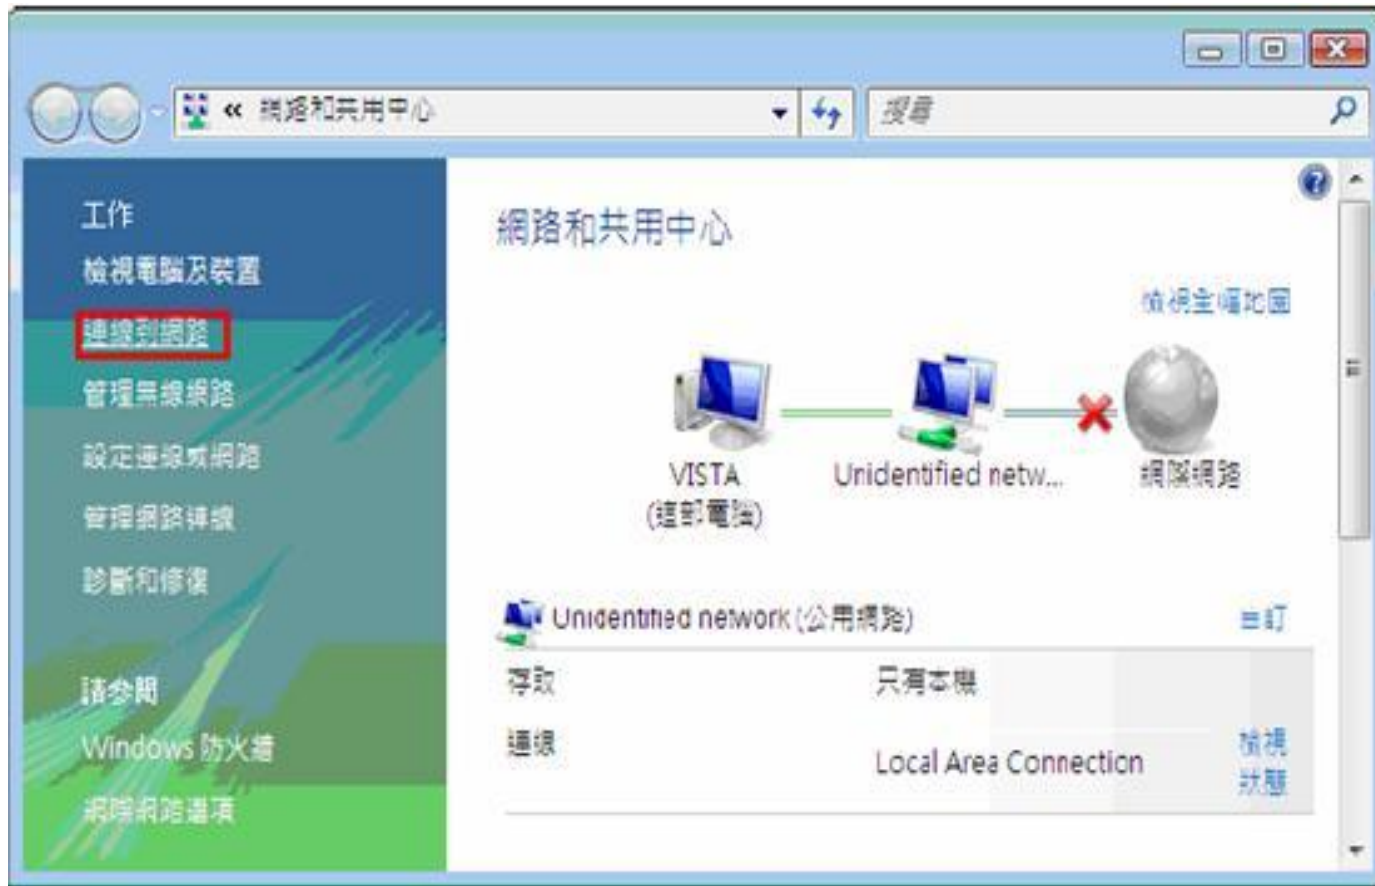 « 網路和共用中心
搜尋
工作
檢視電腦及裝置
連線到網路
管理無線網路
設定連線或網路
管理網路連線
診斷和修復
請參閱
Windows 防火牆
網際網路選項
網路和共用中心
檢視全幅地圖
VISTA
(這部電腦)
Unidentified netw...
網際網路
Unidentified network (公用網路)
自訂
存取
只有本機
連線
Local Area Connection
檢視
狀態